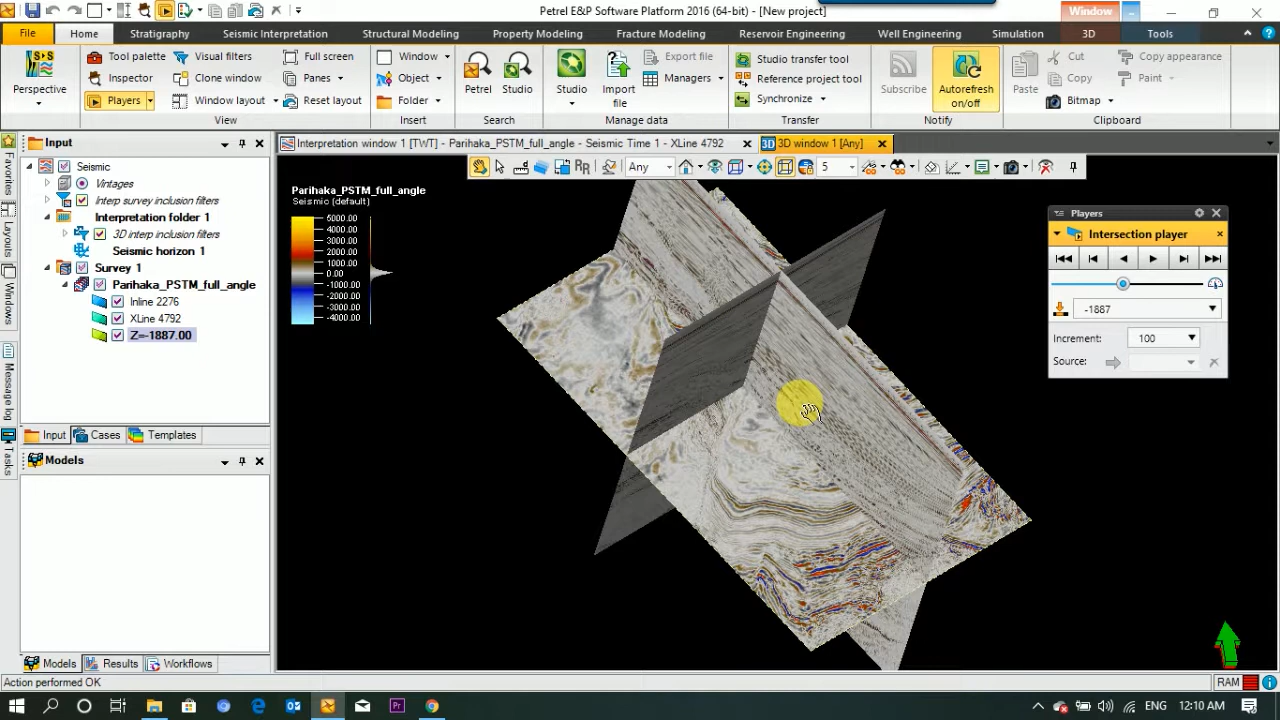 Petrel E&P Software Platform 2016 (64-bit) - [New project]
Window
File
Home
Stratigraphy
Seismic Interpretation
Structural Modeling
Property Modeling
Fracture Modeling
Reservoir Engineering
Well Engineering
Simulation
3D
Tools
Perspective
Tool palette
Inspector
Players
Visual filters
Clone window
Window layout
Full screen
Panes
Reset layout
View
Window
Object
Folder
Insert
Petrel
Studio
Search
Studio
Import file
Export file
Managers
Manage data
Studio transfer tool
Reference project tool
Synchronize
Transfer
Subscribe
Autorefresh on/off
Notify
Paste
Cut
Copy
Bitmap
Copy appearance
Paint
Clipboard
Favorites
Layouts
Windows
Message log
Tasks
Input
Seismic
Vintages
Interp survey inclusion filters
Interpretation folder 1
3D interp inclusion filters
Seismic horizon 1
Survey 1
Parihaka_PSTM_full_angle
Inline 2276
XLine 4792
Z=-1887.00
Input
Cases
Templates
Models
Models
Results
Workflows
Interpretation window 1 [TWT] - Parihaka_PSTM_full_angle - Seismic Time 1 - XLine 4792
3D
3D window 1 [Any]
Any
5
Parihaka_PSTM_full_angle
Seismic (default)
5000.00
4000.00
3000.00
2000.00
1000.00
0.00
-1000.00
-2000.00
-3000.00
-4000.00
Players
Intersection player
-1887
Increment:
100
Source:
Action performed OK
RAM
Pr
ENG
12:10 AM